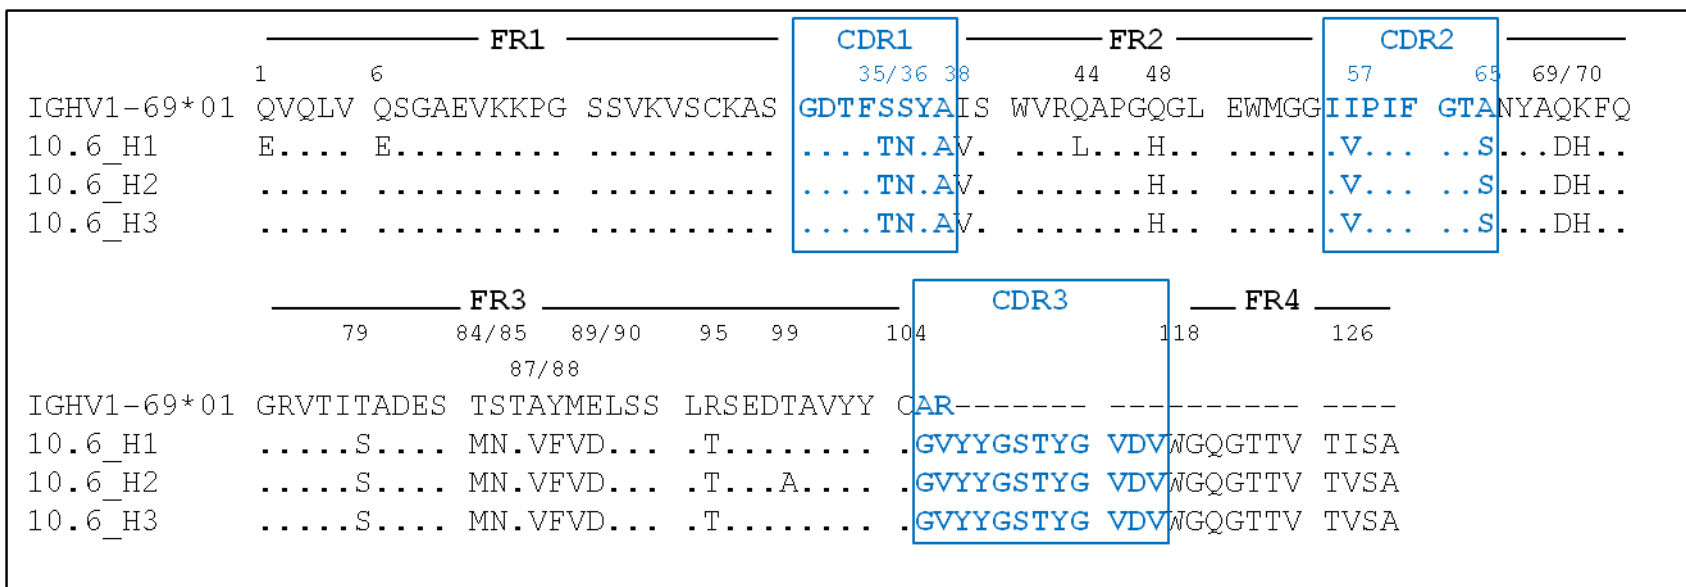 FR1 CDR1 FR2 CDR2
1 6 35/36 38 44 48 57 65 69/70
IGHV1-69*01 QVQLV QSGAEVKKPG SSVKVSCKAS GDTFSSYAIS WVRQAPGQGL EWMGGIIPIF GTANYAQKFQ
10.6_H1 E.... E......... .......... ....TN.AV. ...L...H.. ......V... ..S...DH..
10.6_H2 ..... .......... .......... ....TN.AV. .......H.. ......V... ..S...DH..
10.6_H3 ..... .......... .......... ....TN.AV. .......H.. ......V... ..S...DH..
FR3 CDR3 FR4
79 84/85 89/90 95 99 104 118 126
87/88
IGHV1-69*01 GRVTITADES TSTAYMELSS LRSEDTAVYY CAR------- ---------- ----
10.6_H1 .....S.... MN.VFVD... .T........ .GVYYGSTYG VDVWGQGTTV TISA
10.6_H2 .....S.... MN.VFVD... .T...A.... .GVYYGSTYG VDVWGQGTTV TVSA
10.6_H3 .....S.... MN.VFVD... .T........ .GVYYGSTYG VDVWGQGTTV TVSA